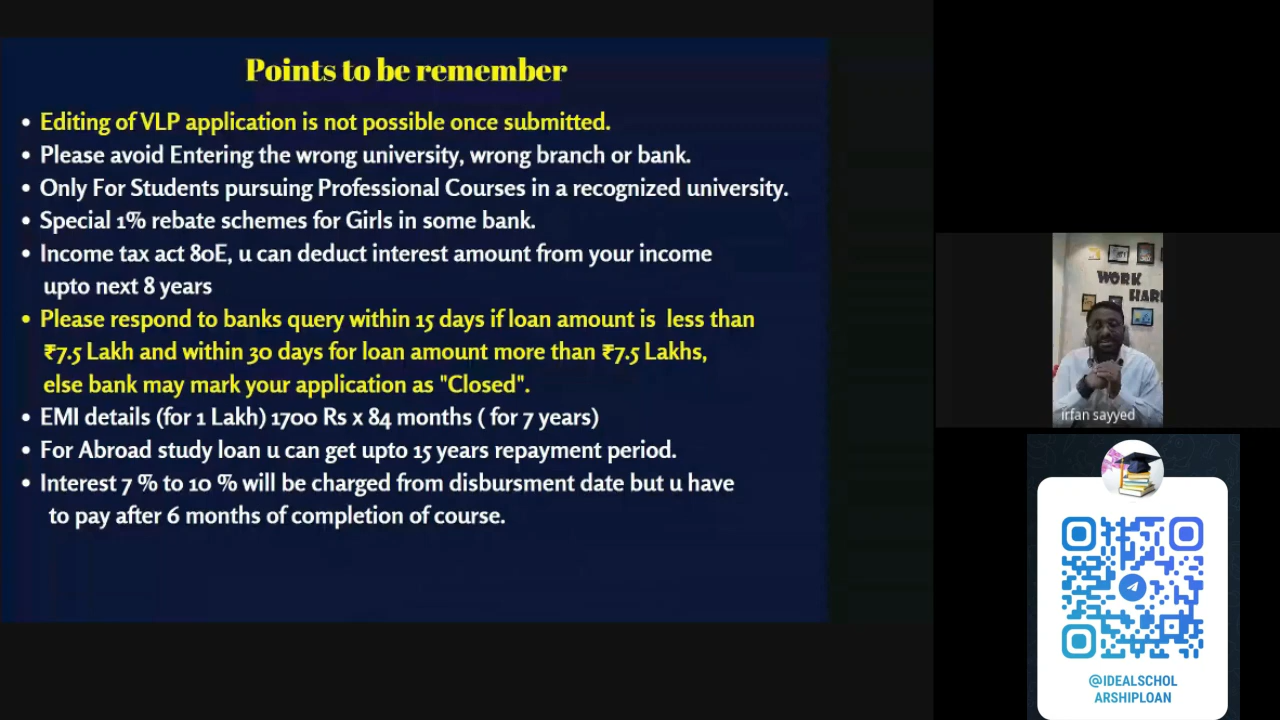 Points to be remember
• Editing of VLP application is not possible once submitted.
• Please avoid Entering the wrong university, wrong branch or bank.
• Only For Students pursuing Professional Courses in a recognized university.
• Special 1% rebate schemes for Girls in some bank.
• Income tax act 80E, u can deduct interest amount from your income
upto next 8 years
• Please respond to banks query within 15 days if loan amount is less than
₹7.5 Lakh and within 30 days for loan amount more than ₹7.5 Lakhs,
else bank may mark your application as "Closed".
• EMI details (for 1 Lakh) 1700 Rs x 84 months ( for 7 years)
• For Abroad study loan u can get upto 15 years repayment period.
• Interest 7 % to 10 % will be charged from disbursment date but u have
to pay after 6 months of completion of course.
WORK
HAR
irfan sayyed
@IDEALSCHOL
ARSHIPLOAN